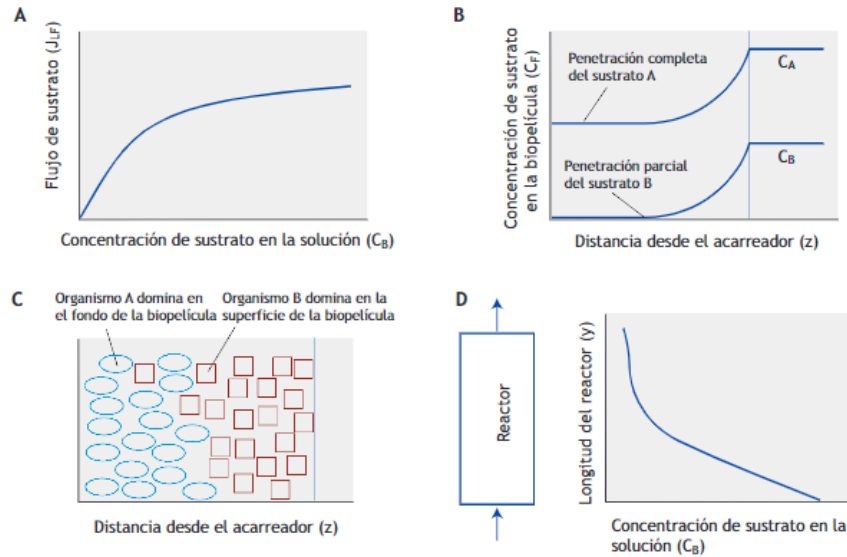 A
Flujo de sustrato (JLF)
Concentración de sustrato en la solución (CB)
B
Concentración de sustrato
en la biopelícula (CF)
Penetración completa
del sustrato A
CA
Penetración parcial
del sustrato B
CB
Distancia desde el acarreador (z)
C
Organismo A domina en
el fondo de la biopelícula
Organismo B domina en la
superficie de la biopelícula
Distancia desde el acarreador (z)
D
Reactor
Longitud del reactor (y)
Concentración de sustrato en la
solución (CB)